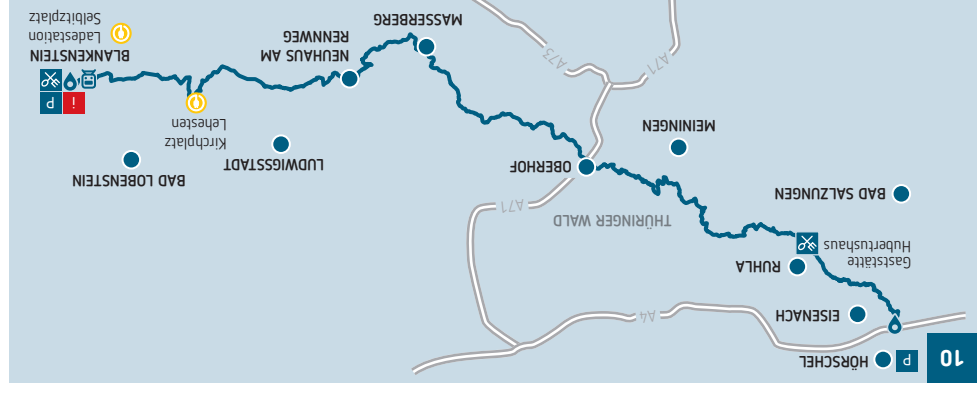 10
P HÖRSCHEL
EISENACH
A4
RUHLA
Gaststätte
Hubertushaus
THÜRINGER WALD
A71
BAD SALZUNGEN
OBERHOF
LUDWIGSSTADT
BAD LOBENSTEIN
MEININGEN
Kirchplatz
Lehesten
i P
A71
A73
NEUHAUS AM
RENNWEG
BLANKENSTEIN
Ladestation
Selbitzplatz
MASSERBERG